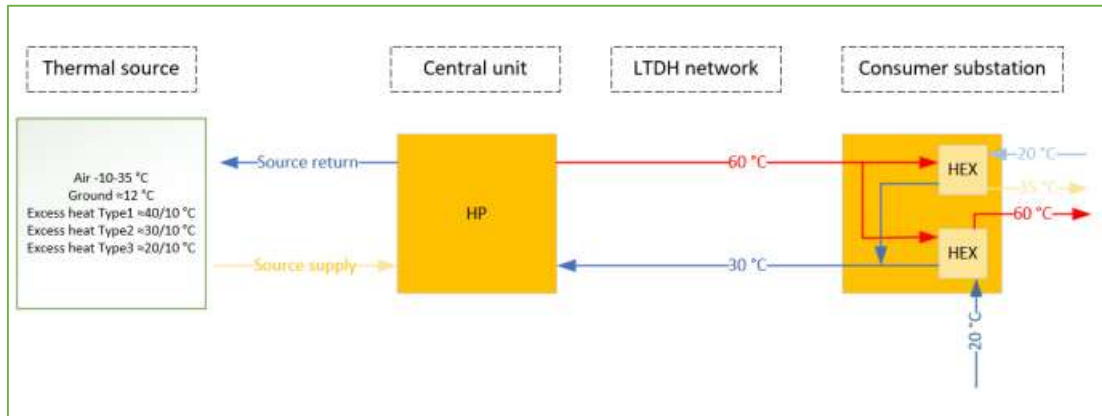 Thermal source
Central unit
LTDH network
Consumer substation
Air -10-35 °C
Ground ≈12 °C
Excess heat Type1 ≈40/10 °C
Excess heat Type2 ≈30/10 °C
Excess heat Type3 ≈20/10 °C
Source return
Source supply
HP
60 °C
30 °C
HEX
20 °C
35 °C
60 °C
HEX
20 °C